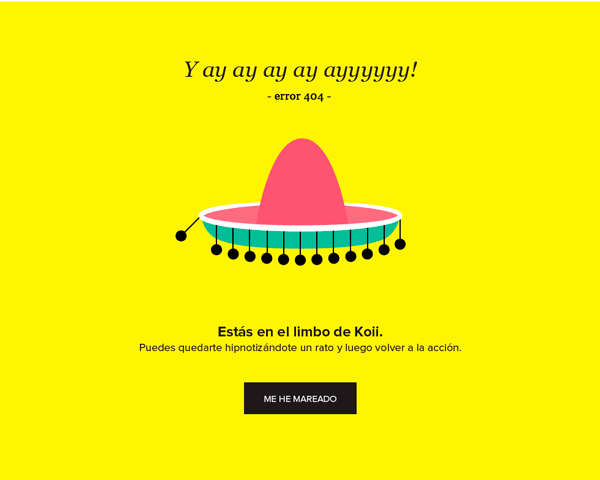 Y ay ay ay ay ayyyyyy!
- error 404 -
Estás en el limbo de Koii.
Puedes quedarte hipnotizándote un rato y luego volver a la acción.
ME HE MAREADO